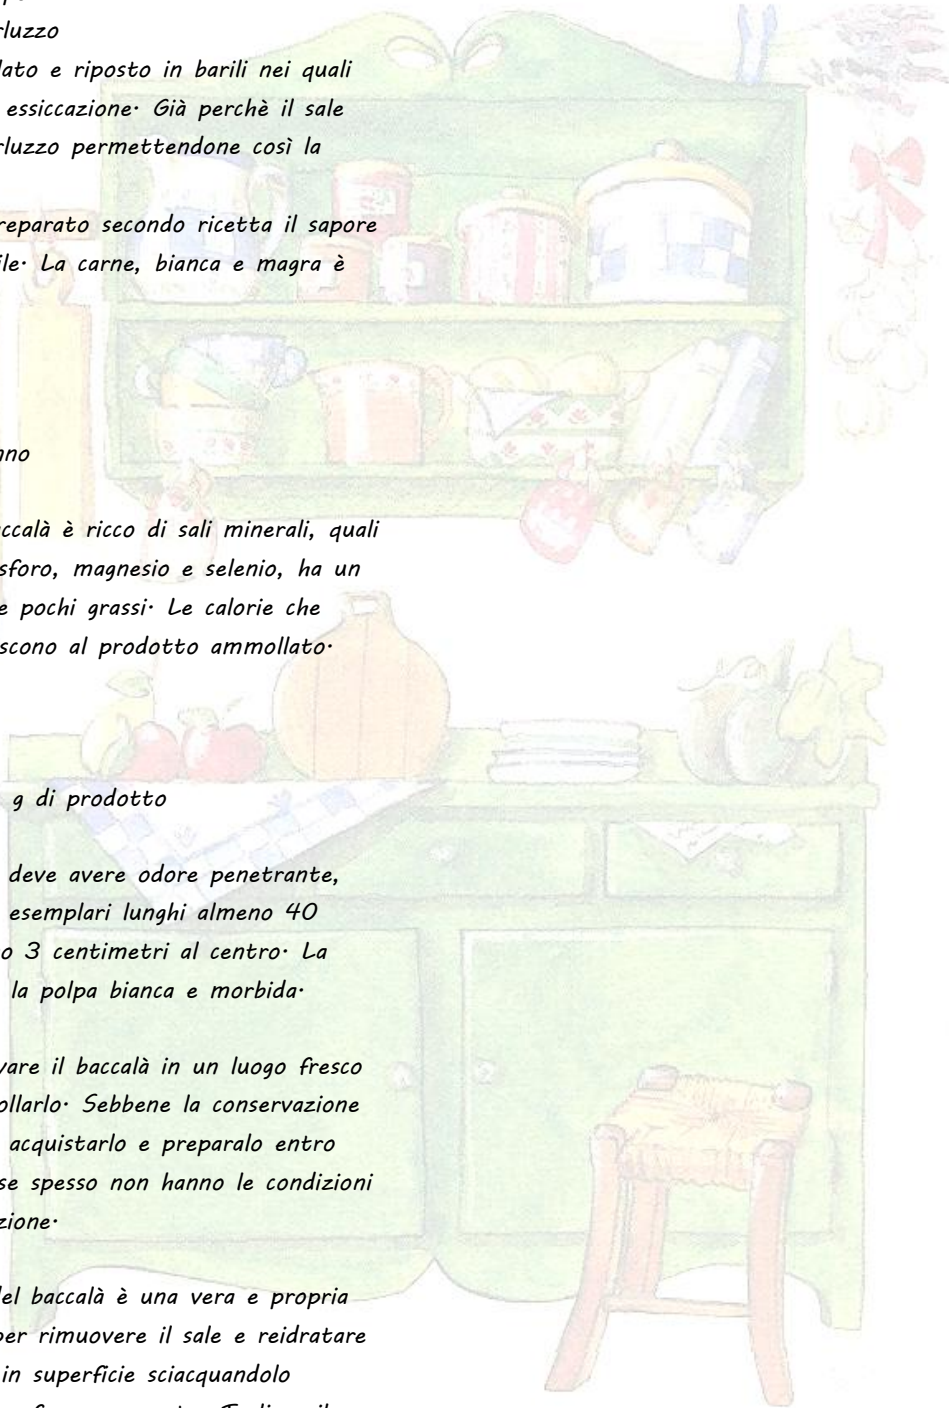 rluzzo
lato e riposto in barili nei quali
essiccazione· Già perchè il sale
rluzzo permettendone così la
reparato secondo ricetta il sapore
ile· La carne, bianca e magra è
nno
ccalà è ricco di sali minerali, quali
sforo, magnesio e selenio, ha un
e pochi grassi· Le calorie che
scono al prodotto ammollato·
g di prodotto
deve avere odore penetrante,
esemplari lunghi almeno 40
o 3 centimetri al centro· La
la polpa bianca e morbida·
vare il baccalà in un luogo fresco
ollarlo· Sebbene la conservazione
acquistarlo e preparalo entro
se spesso non hanno le condizioni
zione·
del baccalà è una vera e propria
per rimuovere il sale e reidratare
in superficie sciacquandolo